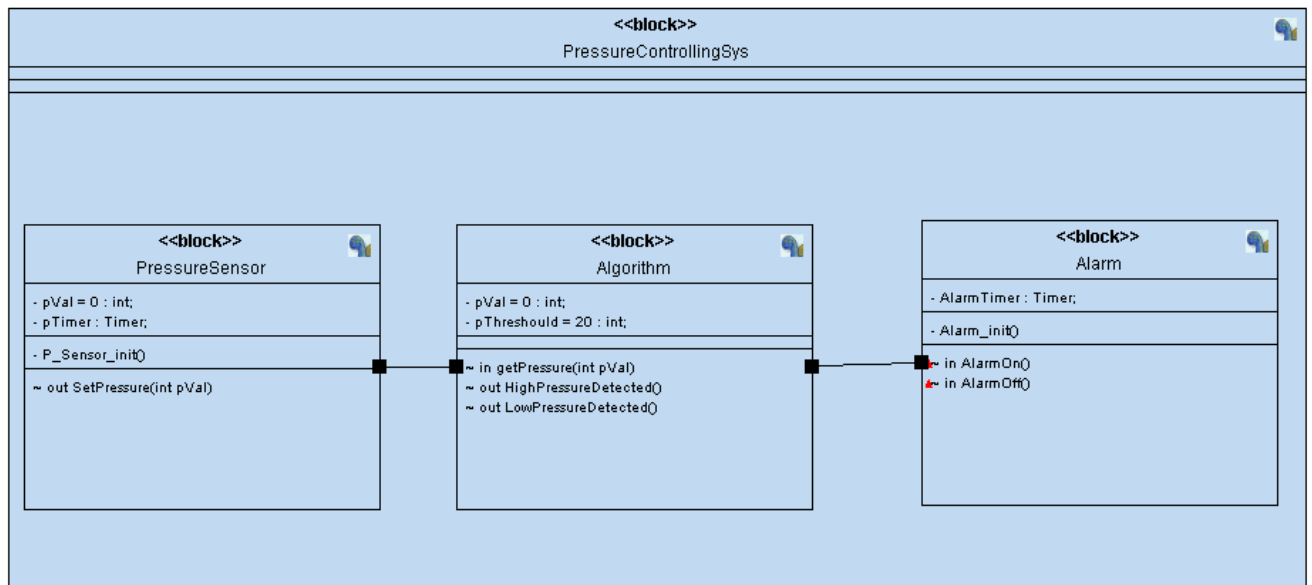 <<block>>
PressureControllingSys
<<block>>
PressureSensor
- pVal = 0 : int;
- pTimer : Timer;
- P_Sensor_init()
~ out SetPressure(int pVal)
<<block>>
Algorithm
- pVal = 0 : int;
- pThreshould = 20 : int;
~ in getPressure(int pVal)
~ out HighPressureDetected()
~ out LowPressureDetected()
<<block>>
Alarm
- AlarmTimer : Timer;
- Alarm_init()
~ in AlarmOn()
~ in AlarmOff()